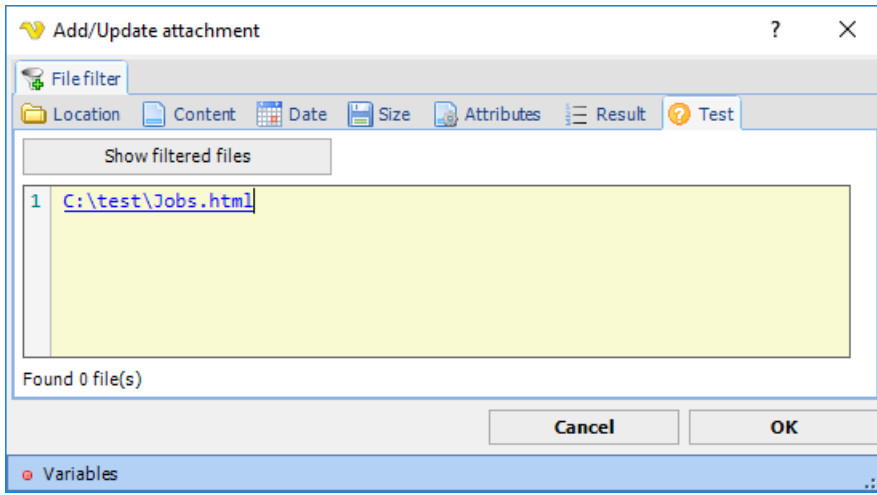 Add/Update attachment ?
File filter
Location Content Date Size Attributes Result Test
Show filtered files
1 C:\test\Jobs.html
Found 0 file(s)
Cancel OK
Variables